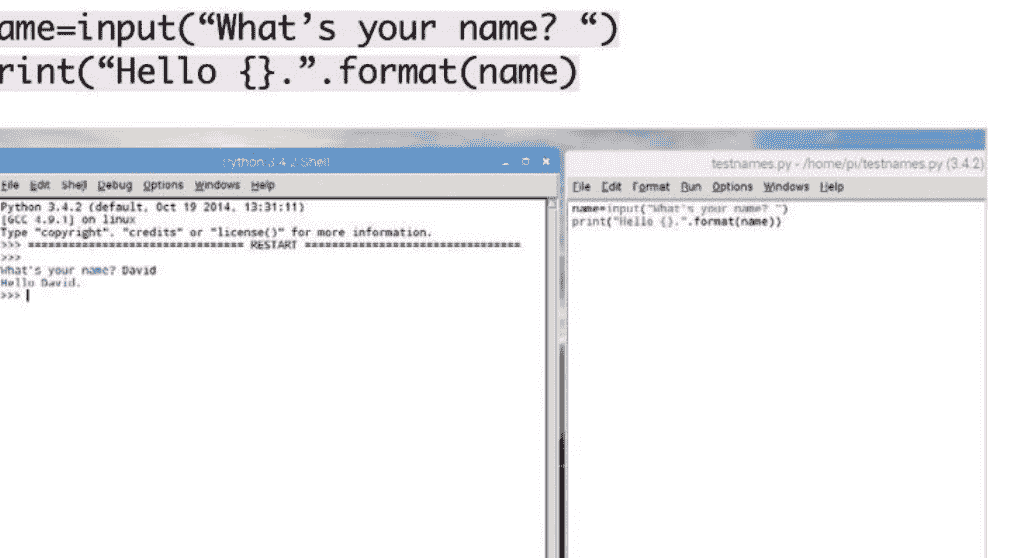 ame=input(“What’s your name? “)
rint(“Hello {}.”.format(name)
Python 3.4.2 Shell
File Edit Shell Debug Options Windows Help
Python 3.4.2 (default, Oct 19 2014, 13:31:11)
[GCC 4.9.1] on linux
Type "copyright", "credits" or "license()" for more information.
>>> ================================ RESTART ================================
>>>
What's your name? David
Hello David.
>>>
testnames.py - /home/pi/testnames.py (3.4.2)
File Edit Format Run Options Windows Help
name=input("What's your name? ")
print("Hello {}.".format(name))